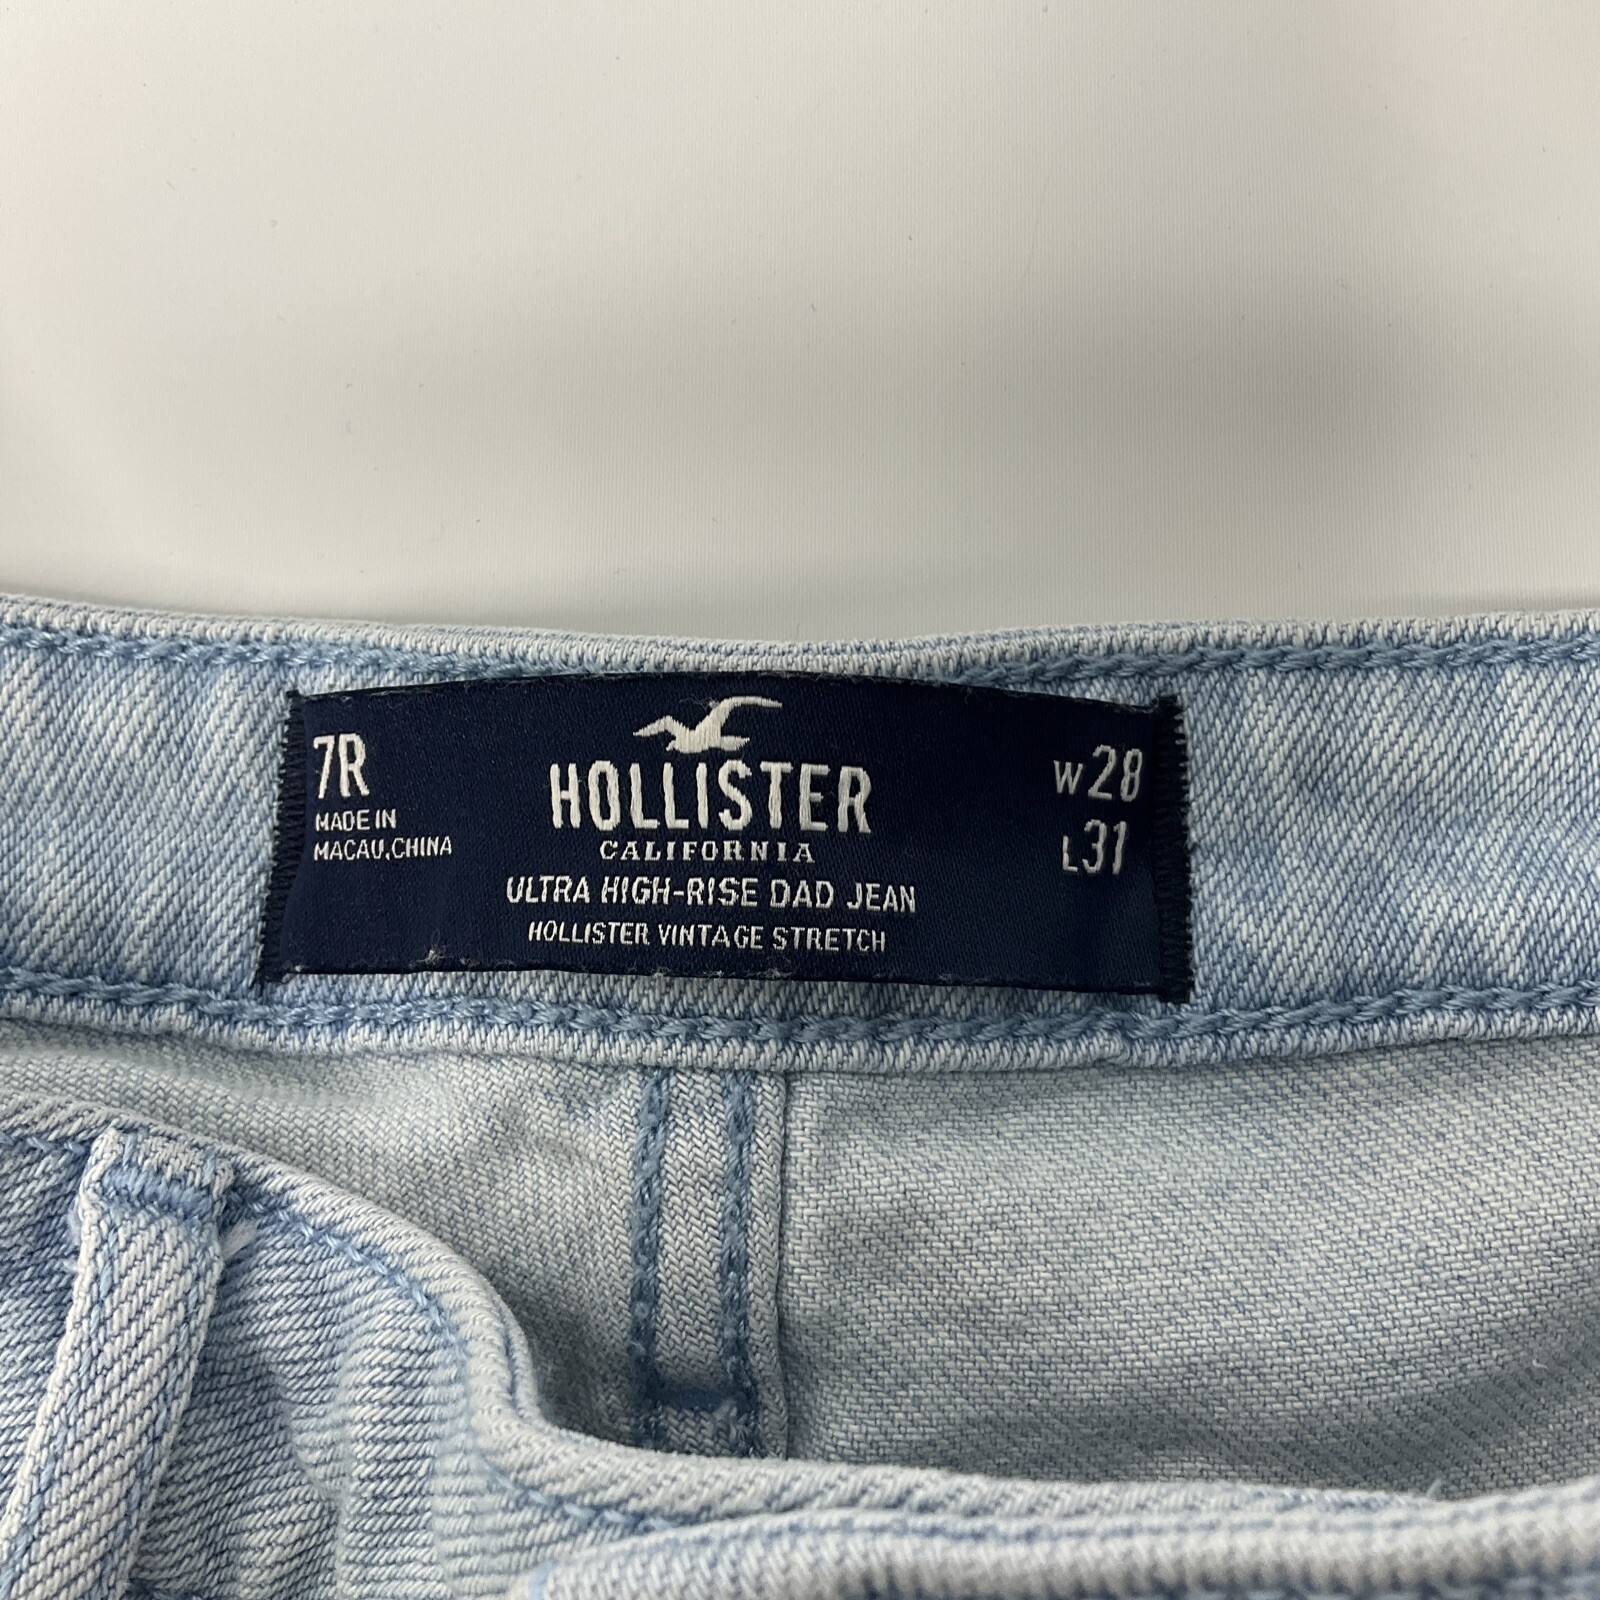 7R
MADE IN
MACAU,CHINA
HOLLISTER
CALIFORNIA
ULTRA HIGH-RISE DAD JEAN
HOLLISTER VINTAGE STRETCH
W28
L31